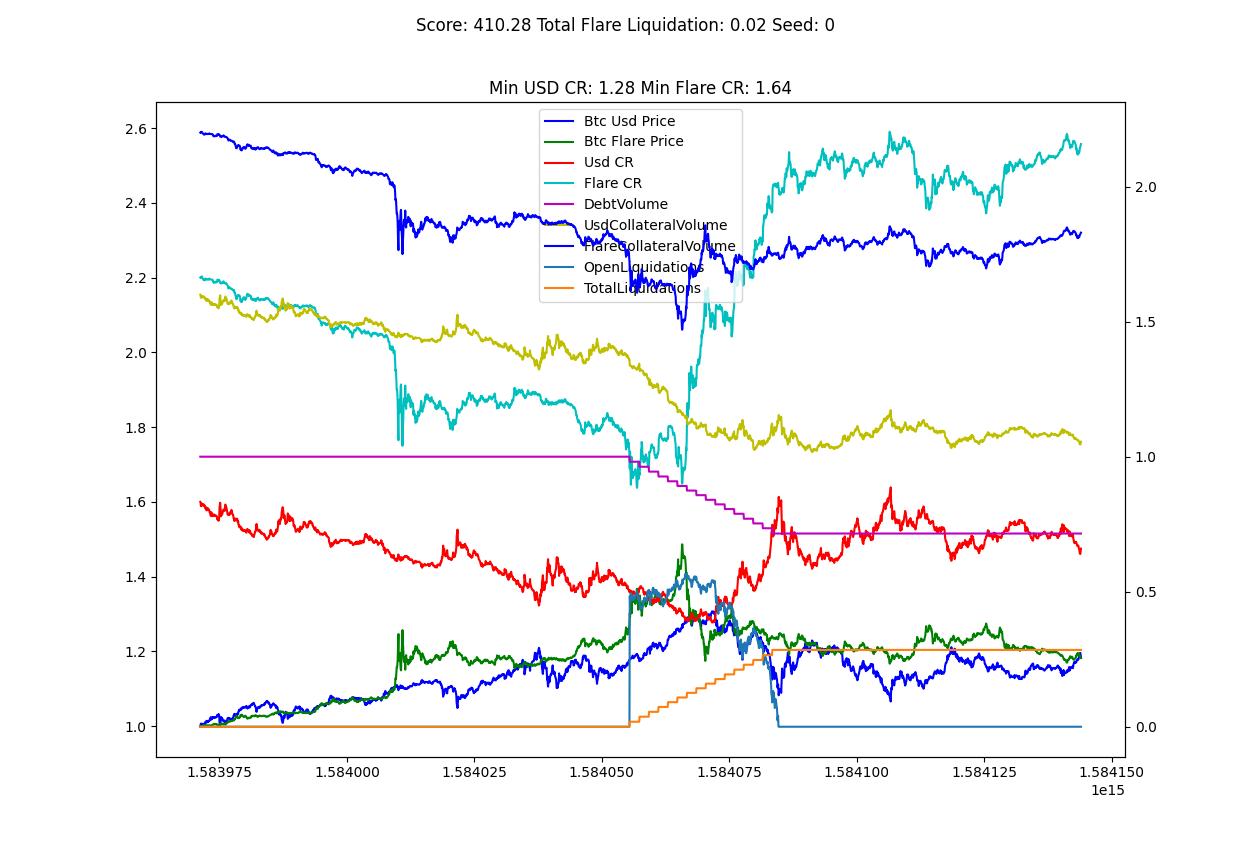 Score: 410.28 Total Flare Liquidation: 0.02 Seed: 0
Min USD CR: 1.28 Min Flare CR: 1.64
Btc Usd Price
Btc Flare Price
Usd CR
Flare CR
DebtVolume
UsdCollateralVolume
FlareCollateralVolume
OpenLiquidations
TotalLiquidations
2.6
2.4
2.2
2.0
1.8
1.6
1.4
1.2
1.0
2.0
1.5
1.0
0.5
0.0
1.583975 1.584000 1.584025 1.584050 1.584075 1.584100 1.584125 1.584150
1e15